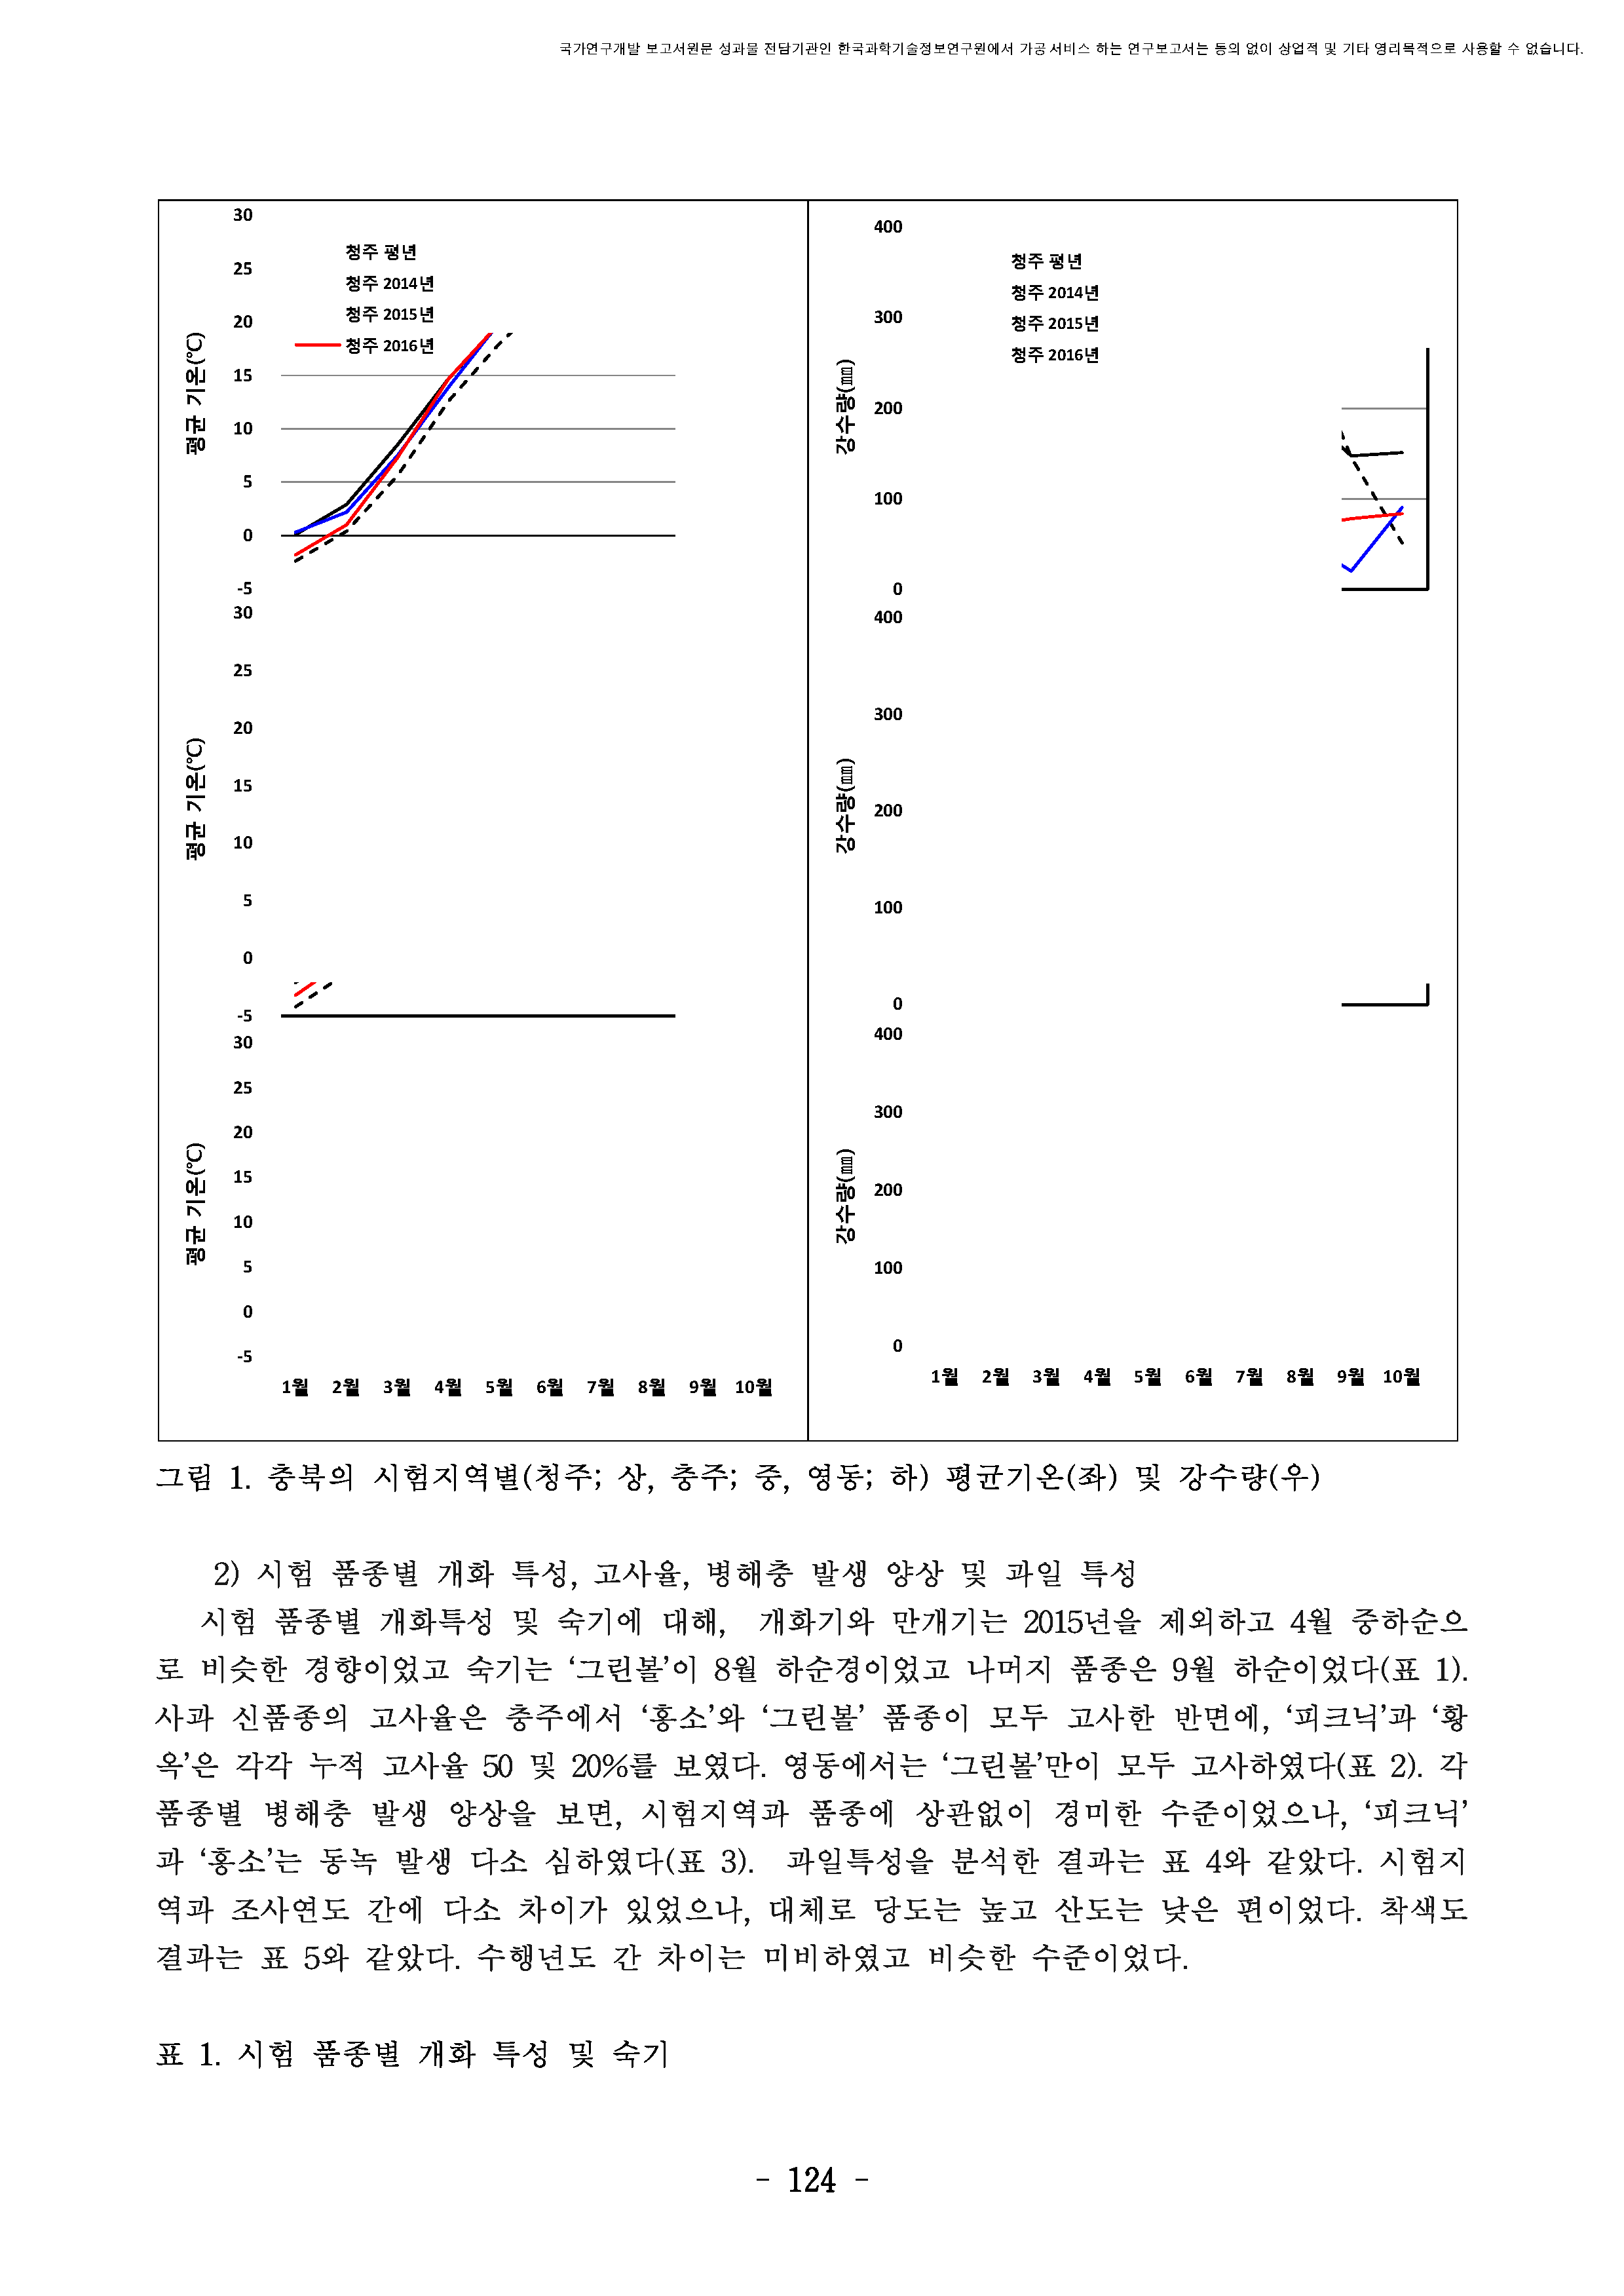 국가연구개발 보고서원문 성과물 전담기관인 한국과학기술정보연구원에서 가공·서비스 하는 연구보고서는 동의 없이 상업적 및 기타 영리목적으로 사용할 수 없습니다.
30
25
20
15
10
5
0
-5
평균 기온(℃)
청주 평년
청주 2014년
청주 2015년
청주 2016년
400
300
200
100
0
강수량(㎜)
청주 평년
청주 2014년
청주 2015년
청주 2016년
30
25
20
15
10
5
0
-5
평균 기온(℃)
400
300
200
100
0
강수량(㎜)
30
25
20
15
10
5
0
-5
평균 기온(℃)
1월 2월 3월 4월 5월 6월 7월 8월 9월 10월
400
300
200
100
0
강수량(㎜)
1월 2월 3월 4월 5월 6월 7월 8월 9월 10월
그림 1. 충북의 시험지역별(청주; 상, 충주; 중, 영동; 하) 평균기온(좌) 및 강수량(우)
2) 시험 품종별 개화 특성, 고사율, 병해충 발생 양상 및 과일 특성
시험 품종별 개화특성 및 숙기에 대해, 개화기와 만개기는 2015년을 제외하고 4월 중하순으
로 비슷한 경향이었고 숙기는 ‘그린볼’이 8월 하순경이었고 나머지 품종은 9월 하순이었다(표 1).
사과 신품종의 고사율은 충주에서 ‘홍소’와 ‘그린볼’ 품종이 모두 고사한 반면에, ‘피크닉’과 ‘황
옥’은 각각 누적 고사율 50 및 20%를 보였다. 영동에서는 ‘그린볼’만이 모두 고사하였다(표 2). 각
품종별 병해충 발생 양상을 보면, 시험지역과 품종에 상관없이 경미한 수준이었으나, ‘피크닉’
과 ‘홍소’는 동녹 발생 다소 심하였다(표 3). 과일특성을 분석한 결과는 표 4와 같았다. 시험지
역과 조사연도 간에 다소 차이가 있었으나, 대체로 당도는 높고 산도는 낮은 편이었다. 착색도
결과는 표 5와 같았다. 수행년도 간 차이는 미비하였고 비슷한 수준이었다.
표 1. 시험 품종별 개화 특성 및 숙기
- 124 -